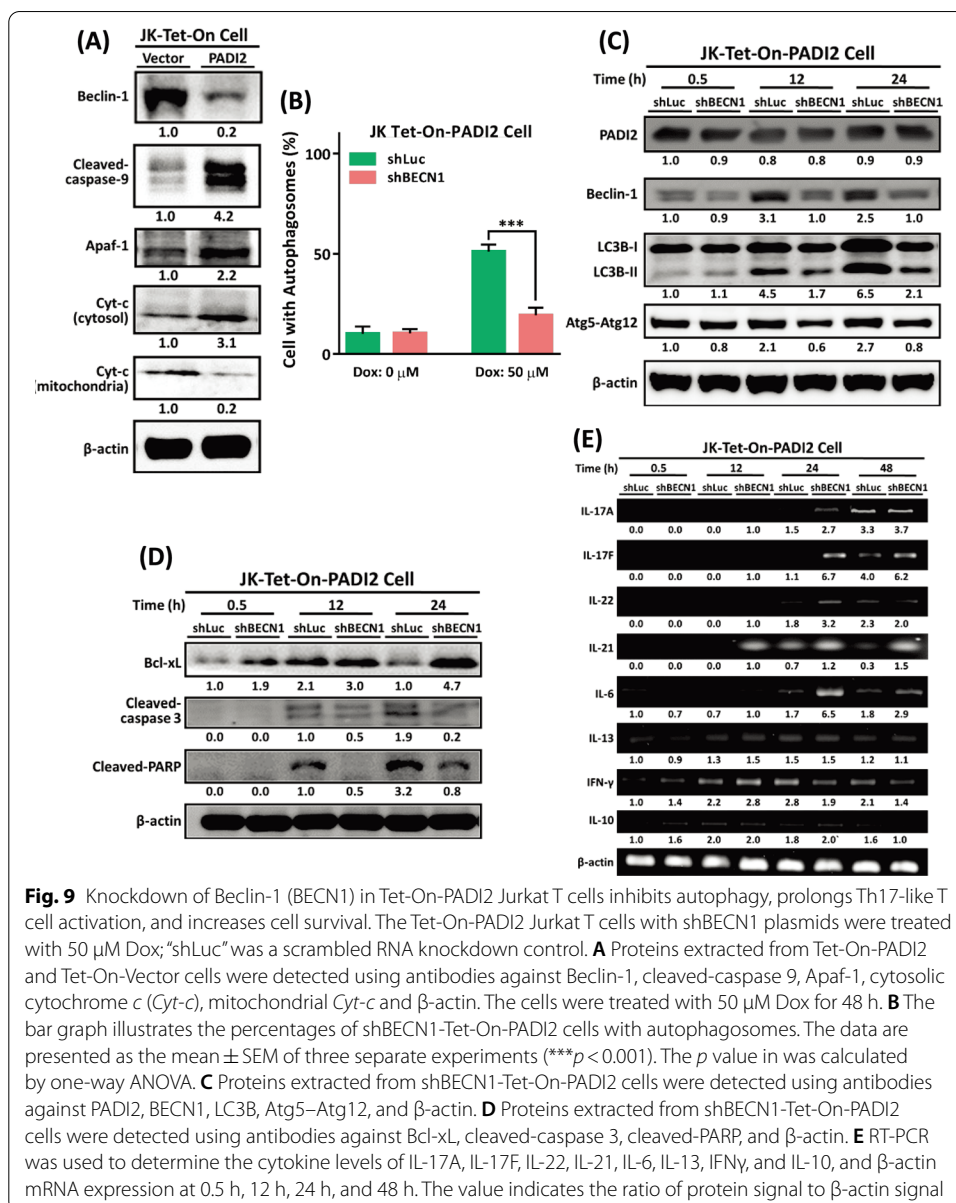 (A)
JK-Tet-On Cell
Vector PADI2
Beclin-1
1.0 0.2
Cleaved-
caspase-9
1.0 4.2
Apaf-1
1.0 2.2
Cyt-c
(cytosol)
1.0 3.1
Cyt-c
(mitochondria)
1.0 0.2
β-actin
(B)
JK Tet-On-PADI2 Cell
Cell with Autophagosomes (%)
100
50
0
shLuc
shBECN1
***
Dox: 0 μM Dox: 50 μM
(C)
JK-Tet-On-PADI2 Cell
Time (h) 0.5 12 24
shLuc shBECN1 shLuc shBECN1 shLuc shBECN1
PADI2
1.0 0.9 0.8 0.8 0.9 0.9
Beclin-1
1.0 0.9 3.1 1.0 2.5 1.0
LC3B-I
LC3B-II
1.0 1.1 4.5 1.7 6.5 2.1
Atg5-Atg12
1.0 0.8 2.1 0.6 2.7 0.8
β-actin
(D)
JK-Tet-On-PADI2 Cell
Time (h) 0.5 12 24
shLuc shBECN1 shLuc shBECN1 shLuc shBECN1
Bcl-xL
1.0 1.9 2.1 3.0 1.0 4.7
Cleaved-
caspase 3
0.0 0.0 1.0 0.5 1.9 0.2
Cleaved-PARP
0.0 0.0 1.0 0.5 3.2 0.8
β-actin
(E)
JK-Tet-On-PADI2 Cell
Time (h) 0.5 12 24 48
shLuc shBECN1 shLuc shBECN1 shLuc shBECN1 shLuc shBECN1
IL-17A
0.0 0.0 0.0 1.0 1.5 2.7 3.3 3.7
IL-17F
0.0 0.0 0.0 1.0 1.1 6.7 4.0 6.2
IL-22
0.0 0.0 0.0 1.0 1.8 3.2 2.3 2.0
IL-21
0.0 0.0 0.0 1.0 0.7 1.2 0.3 1.5
IL-6
1.0 0.7 0.7 1.0 1.7 6.5 1.8 2.9
IL-13
1.0 0.9 1.3 1.5 1.5 1.5 1.2 1.1
IFN-γ
1.0 1.4 2.2 2.8 2.8 1.9 2.1 1.4
IL-10
1.0 1.6 2.0 2.0 1.8 2.0' 1.6 1.0
β-actin
Fig. 9 Knockdown of Beclin-1 (BECN1) in Tet-On-PADI2 Jurkat T cells inhibits autophagy, prolongs Th17-like T
cell activation, and increases cell survival. The Tet-On-PADI2 Jurkat T cells with shBECN1 plasmids were treated
with 50 μM Dox; "shLuc" was a scrambled RNA knockdown control. A Proteins extracted from Tet-On-PADI2
and Tet-On-Vector cells were detected using antibodies against Beclin-1, cleaved-caspase 9, Apaf-1, cytosolic
cytochrome c (Cyt-c), mitochondrial Cyt-c and β-actin. The cells were treated with 50 μM Dox for 48 h. B The
bar graph illustrates the percentages of shBECN1-Tet-On-PADI2 cells with autophagosomes. The data are
presented as the mean ± SEM of three separate experiments (***p < 0.001). The p value in was calculated
by one-way ANOVA. C Proteins extracted from shBECN1-Tet-On-PADI2 cells were detected using antibodies
against PADI2, BECN1, LC3B, Atg5–Atg12, and β-actin. D Proteins extracted from shBECN1-Tet-On-PADI2
cells were detected using antibodies against Bcl-xL, cleaved-caspase 3, cleaved-PARP, and β-actin. E RT-PCR
was used to determine the cytokine levels of IL-17A, IL-17F, IL-22, IL-21, IL-6, IL-13, IFNγ, and IL-10, and β-actin
mRNA expression at 0.5 h, 12 h, 24 h, and 48 h. The value indicates the ratio of protein signal to β-actin signal